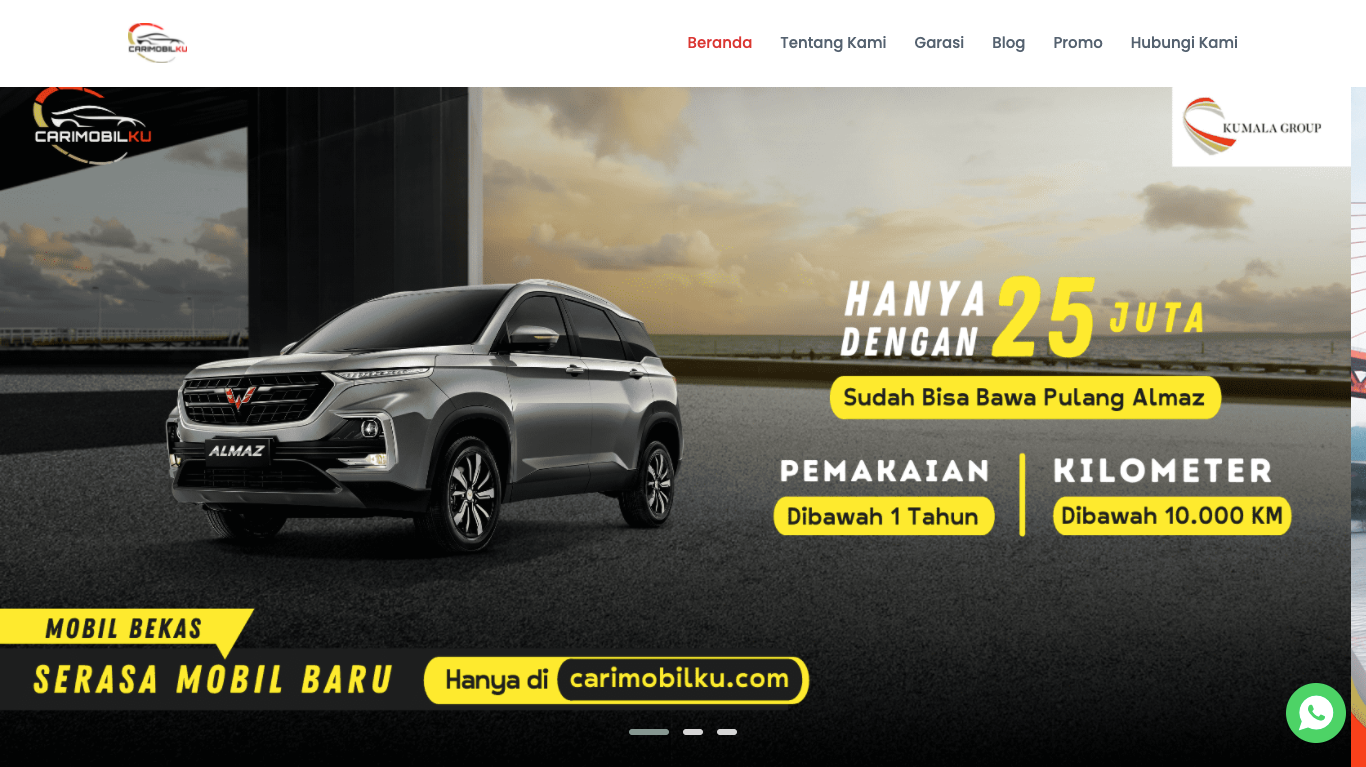 CARIMOBILKU
Beranda Tentang Kami Garasi Blog Promo Hubungi Kami
CARIMOBILKU
KUMALA GROUP
HANYA
DENGAN
25 JUTA
Sudah Bisa Bawa Pulang Almaz
PEMAKAIAN
Dibawah 1 Tahun
KILOMETER
Dibawah 10.000 KM
ALMAZ
MOBIL BEKAS
SERASA MOBIL BARU
Hanya di carimobilku.com